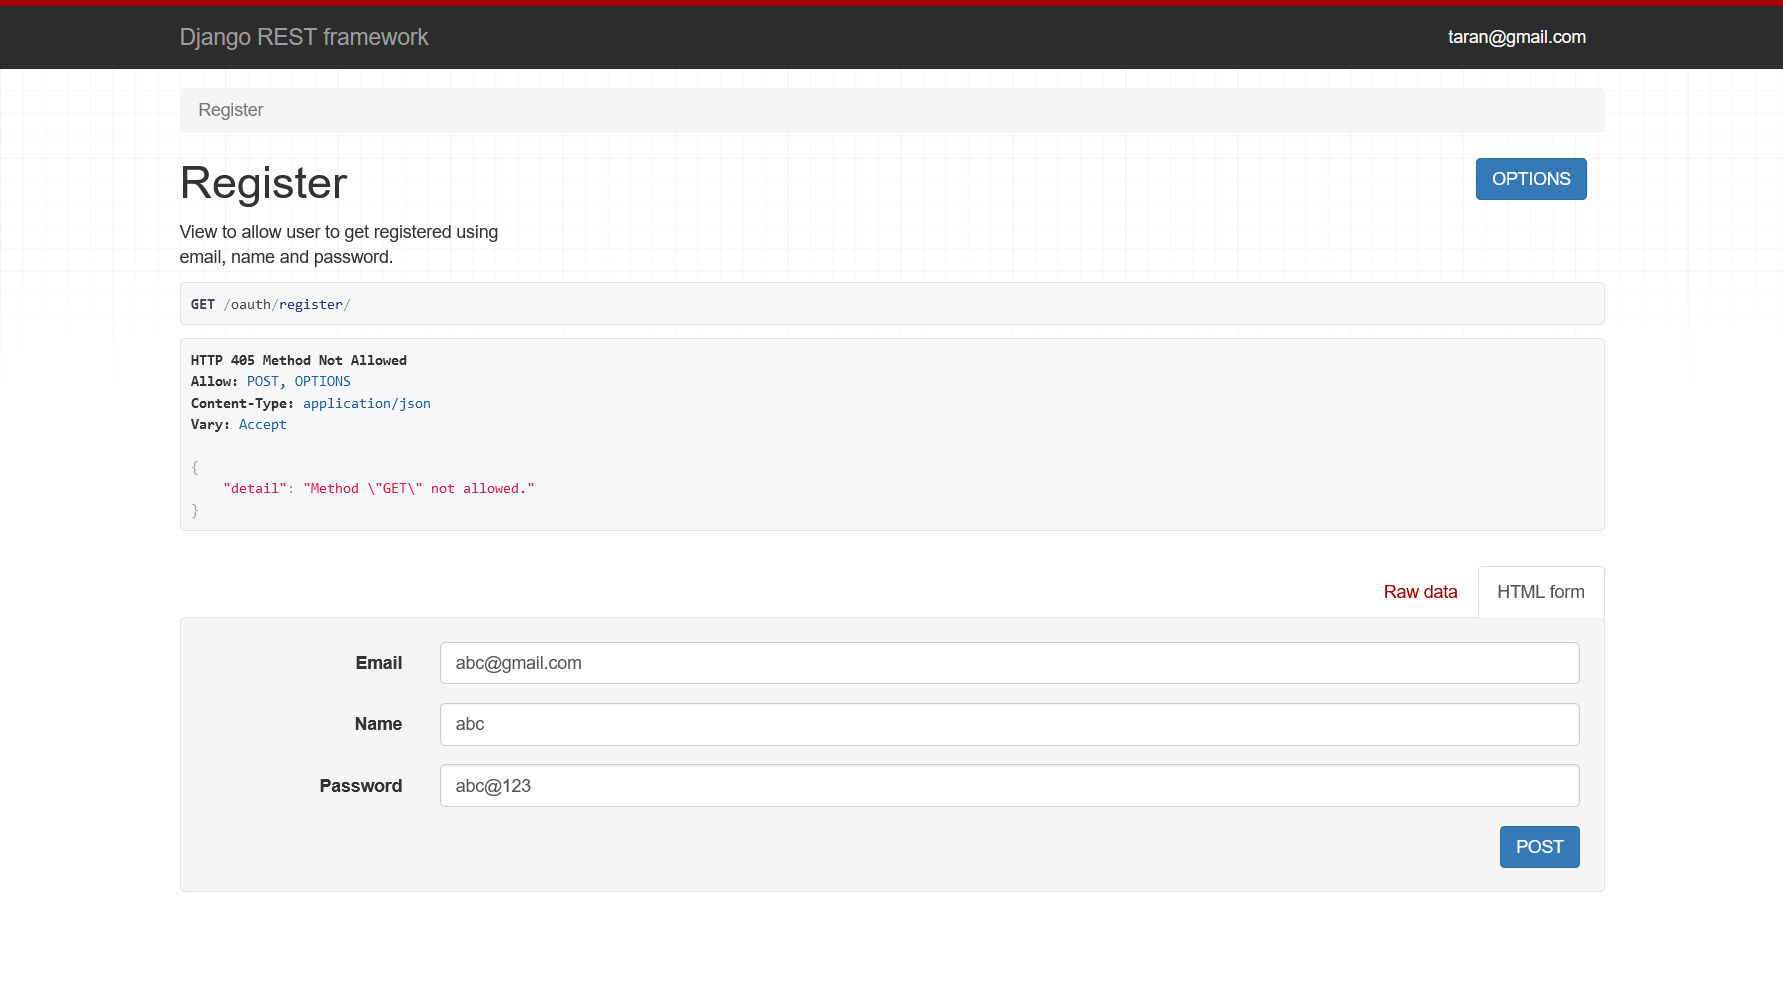 Django REST framework
taran@gmail.com
Register
Register
OPTIONS
View to allow user to get registered using
email, name and password.
GET /oauth/register/
HTTP 405 Method Not Allowed
Allow: POST, OPTIONS
Content-Type: application/json
Vary: Accept
{
    "detail": "Method \"GET\" not allowed."
}
Raw data
HTML form
Email
abc@gmail.com
Name
abc
Password
abc@123
POST